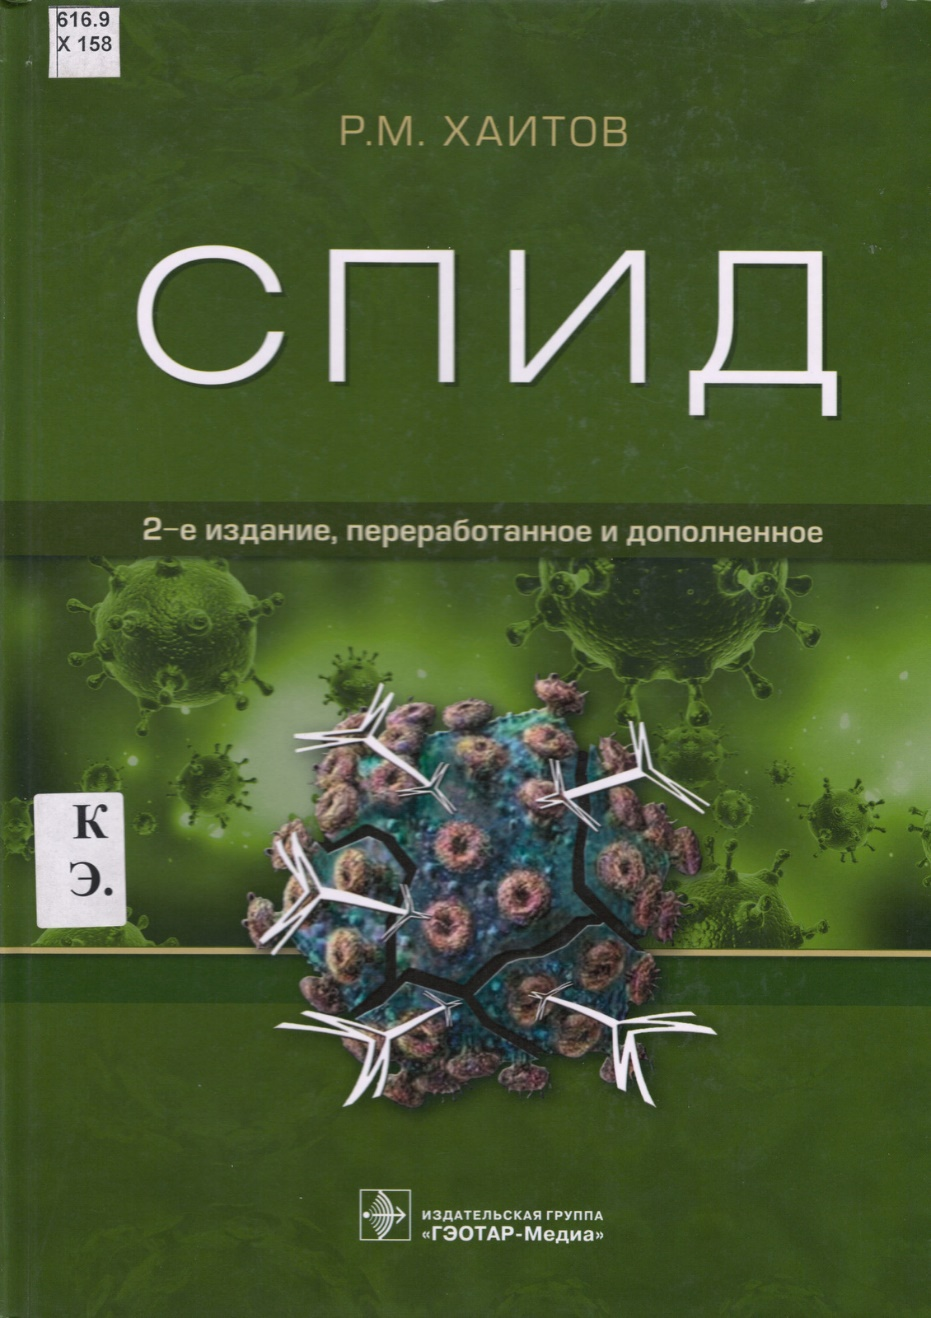 616.9
Х 158
Р.М. ХАИТОВ
СПИД
2-е издание, переработанное и дополненное
К
Э.
ИЗДАТЕЛЬСКАЯ ГРУППА
«ГЭОТАР-Медиа»